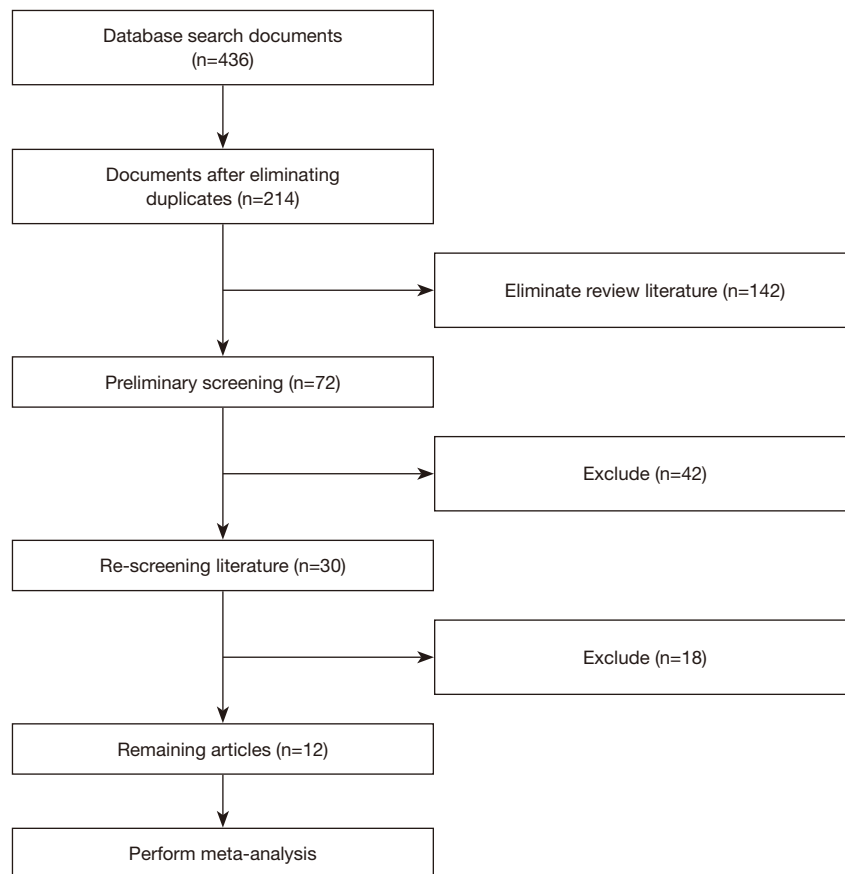 Database search documents
(n=436)
Documents after eliminating
duplicates (n=214)
Eliminate review literature (n=142)
Preliminary screening (n=72)
Exclude (n=42)
Re-screening literature (n=30)
Exclude (n=18)
Remaining articles (n=12)
Perform meta-analysis